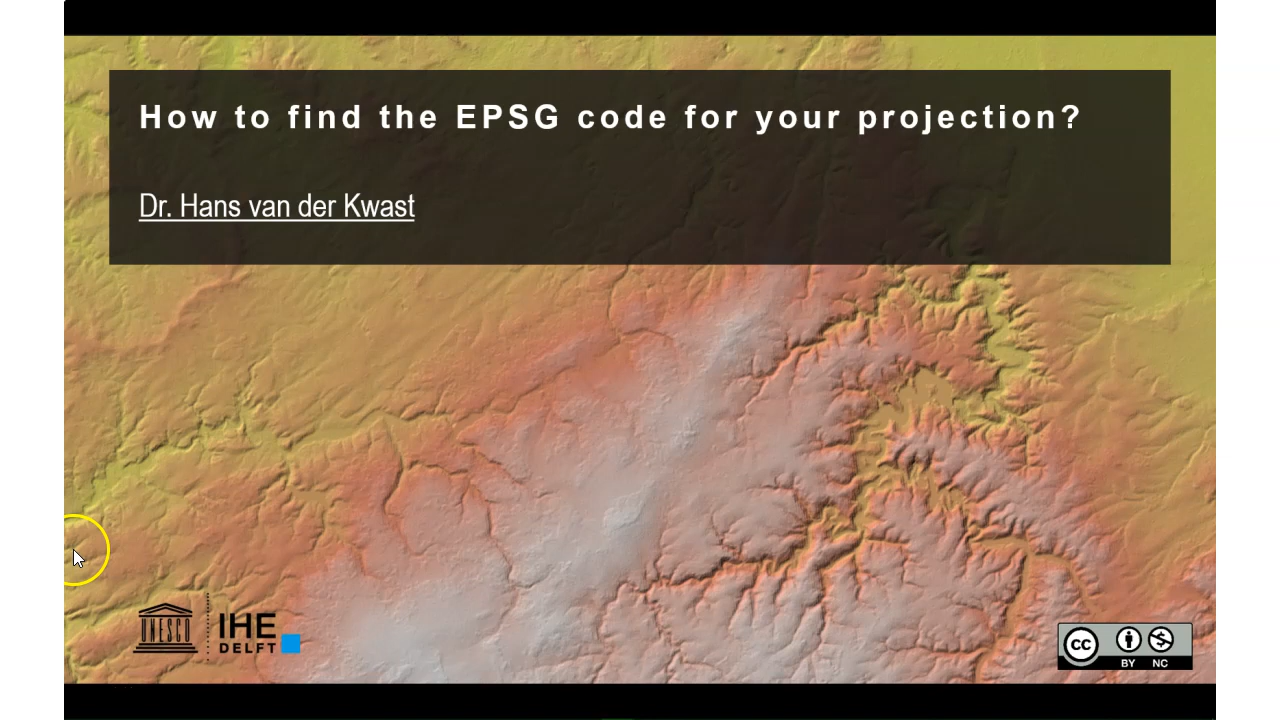 How to find the EPSG code for your projection?
Dr. Hans van der Kwast
UNESCO
IHE
DELFT
CC
BY NC